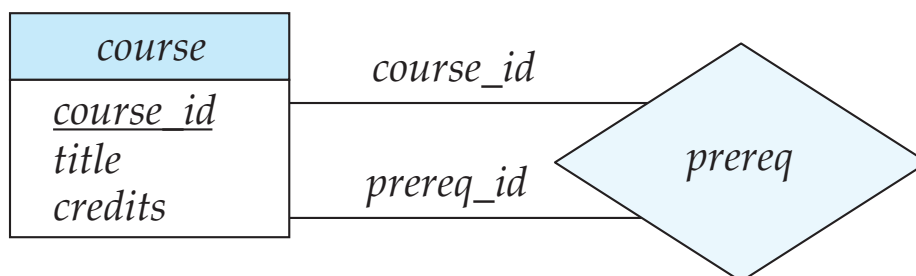 course
course_id
title
credits
course_id
prereq_id
prereq